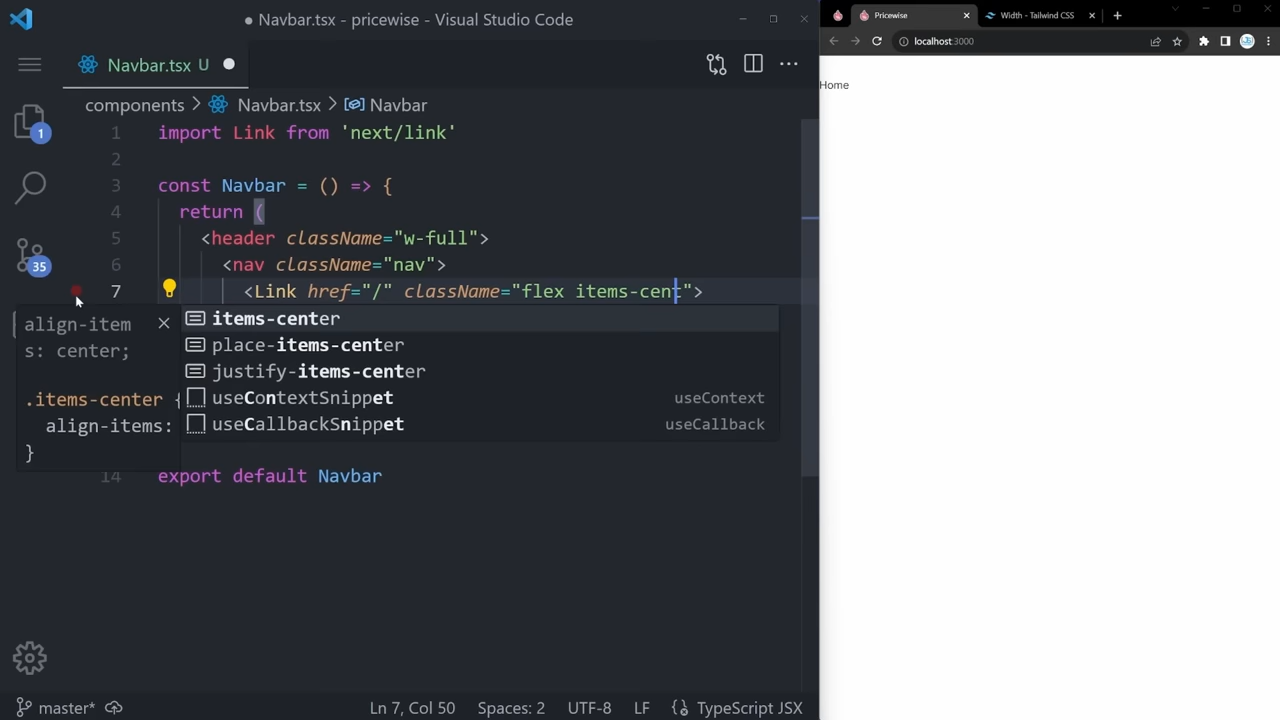 ● Navbar.tsx - pricewise - Visual Studio Code
Navbar.tsx U
components > Navbar.tsx > Navbar
1 import Link from 'next/link'
2
3 const Navbar = () => {
4 return (
5 <header className="w-full">
6 <nav className="nav">
7 <Link href="/" className="flex items-cent">
items-center
place-items-center
justify-items-center
useContextSnippet useContext
useCallbackSnippet useCallback
align-item
s: center;
.items-center {
align-items:
}
14 export default Navbar
1
35
master*
Ln 7, Col 50 Spaces: 2 UTF-8 LF TypeScript JSX
Pricewise
Width - Tailwind CSS
localhost:3000
Home